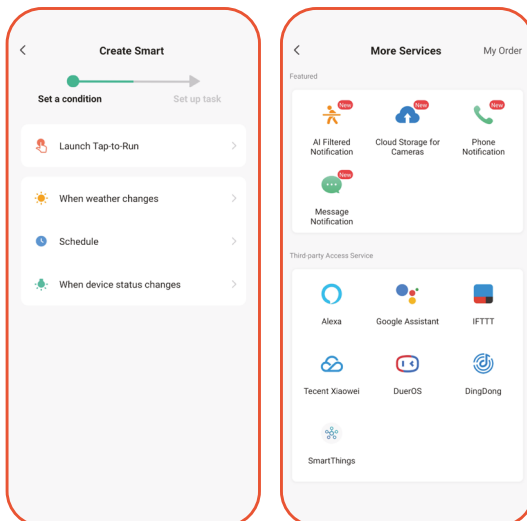 Create Smart
Set a condition
Set up task
Launch Tap-to-Run
When weather changes
Schedule
When device status changes
More Services
My Order
Featured
New
New
New
AI Filtered
Notification
Cloud Storage for
Cameras
Phone
Notification
New
Message
Notification
Third-party Access Service
Alexa
Google Assistant
IFTTT
Tecent Xiaowei
DuerOS
DingDong
SmartThings